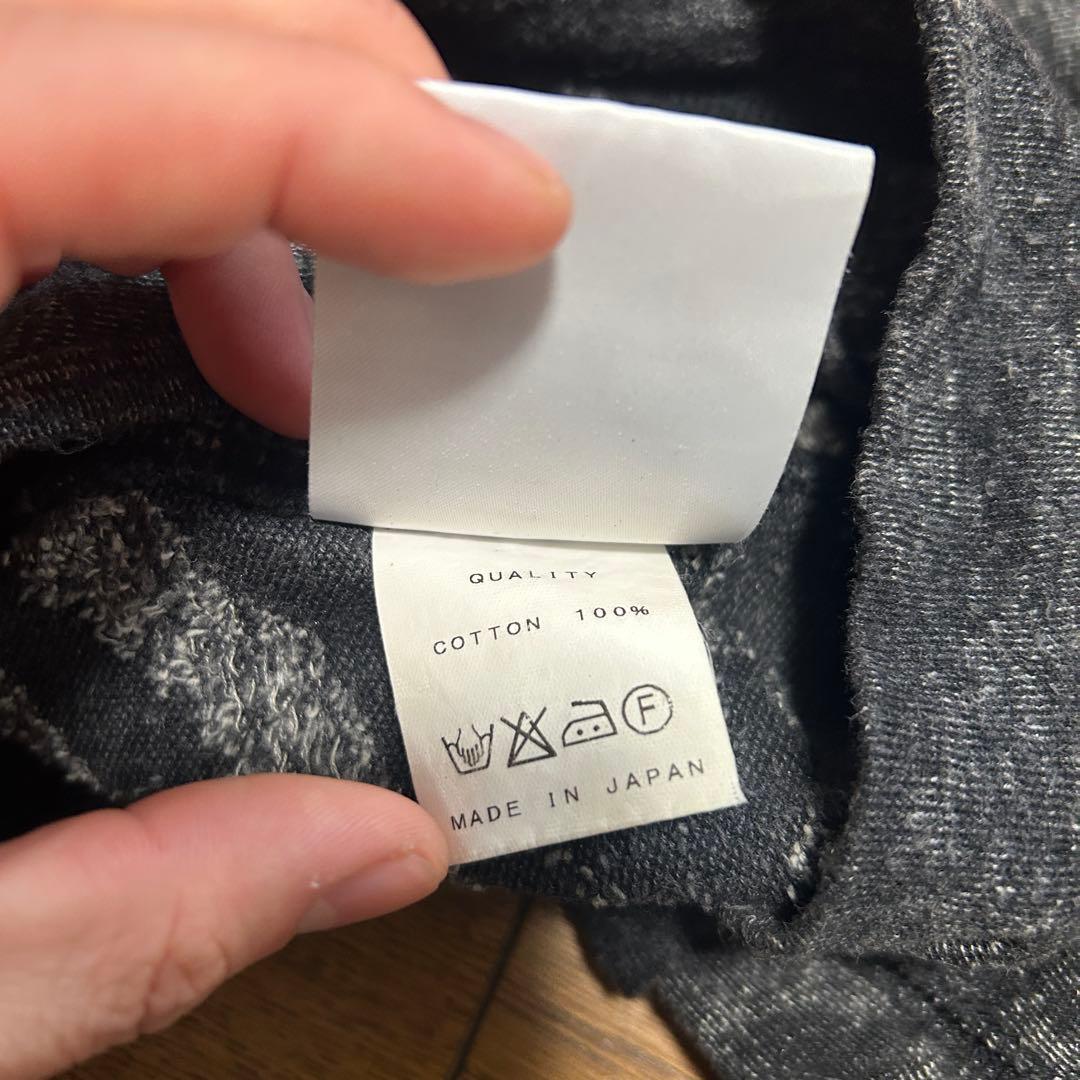 QUALITY
COTTON 100%
F
MADE IN JAPAN